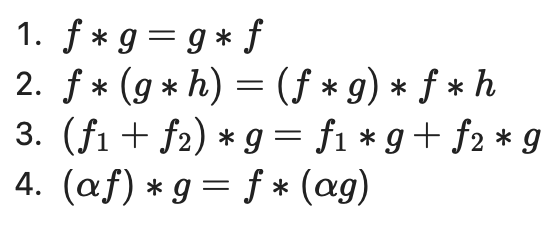 1. f ∗ g = g ∗ f
2. f ∗ (g ∗ h) = (f ∗ g) ∗ f ∗ h
3. (f₁ + f₂) ∗ g = f₁ ∗ g + f₂ ∗ g
4. (αf) ∗ g = f ∗ (αg)